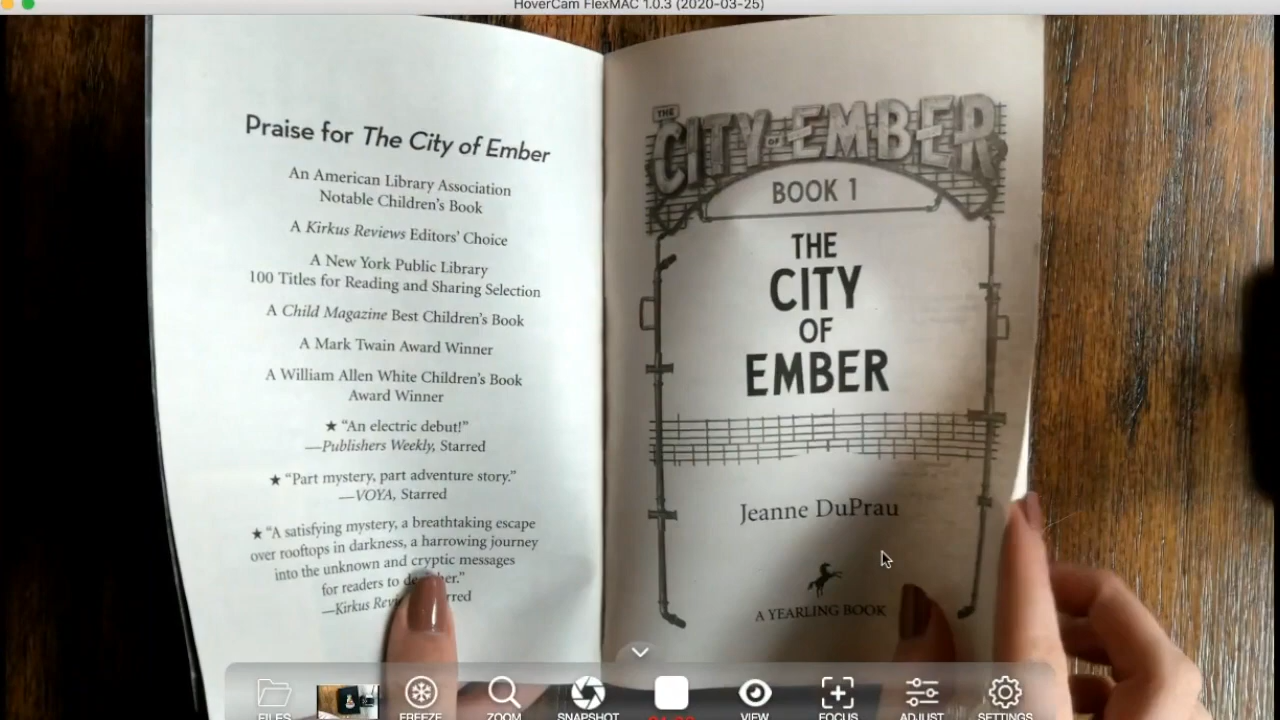 HoverCam FlexMAC 1.0.3 (2020-03-25)
Praise for The City of Ember
An American Library Association
Notable Children's Book
A Kirkus Reviews Editors' Choice
A New York Public Library
100 Titles for Reading and Sharing Selection
A Child Magazine Best Children's Book
A Mark Twain Award Winner
A William Allen White Children's Book
Award Winner
★ "An electric debut!"
—Publishers Weekly, Starred
★ "Part mystery, part adventure story."
—VOYA, Starred
★ "A satisfying mystery, a breathtaking escape
over rooftops in darkness, a harrowing journey
into the unknown and cryptic messages
for readers to
—Kirkus
THE
CITY OF EMBER
BOOK 1
THE
CITY
OF
EMBER
Jeanne DuPrau
A YEARLING BOOK
FILES
FREEZE
ZOOM
SNAPSHOT
VIEW
FOCUS
ADJUST
SETTINGS